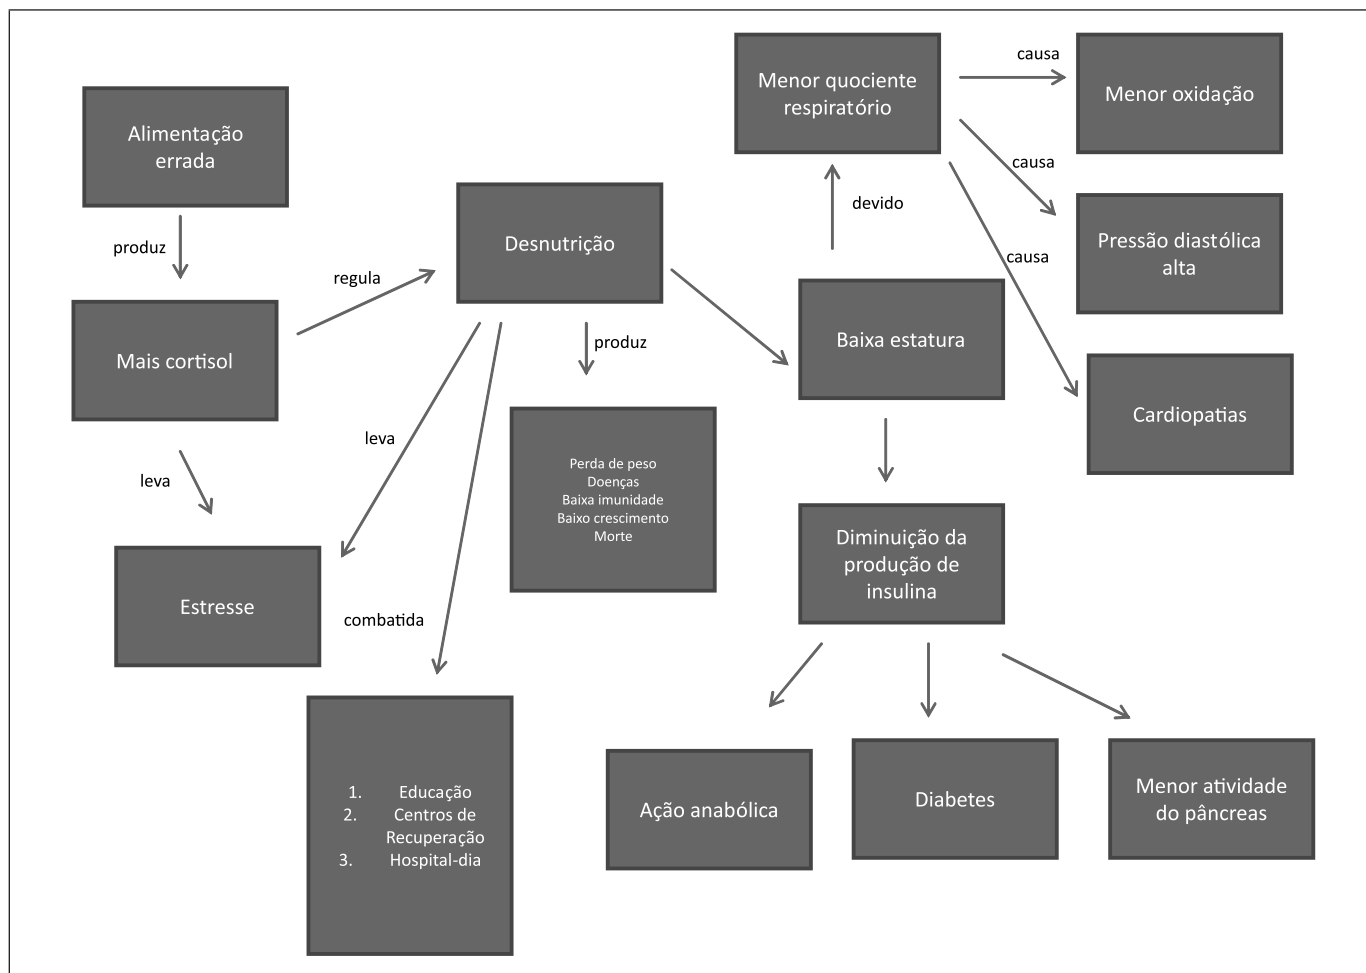 Alimentação
errada
produz
Mais cortisol
leva
Estresse
regula
Desnutrição
leva
combatida
produz
Perda de peso
Doenças
Baixa imunidade
Baixo crescimento
Morte
1. Educação
2. Centros de
Recuperação
3. Hospital-dia
Menor quociente
respiratório
devido
Baixa estatura
causa
Menor oxidação
causa
Pressão diastólica
alta
causa
Cardiopatias
Diminuição da
produção de
insulina
Ação anabólica
Diabetes
Menor atividade
do pâncreas